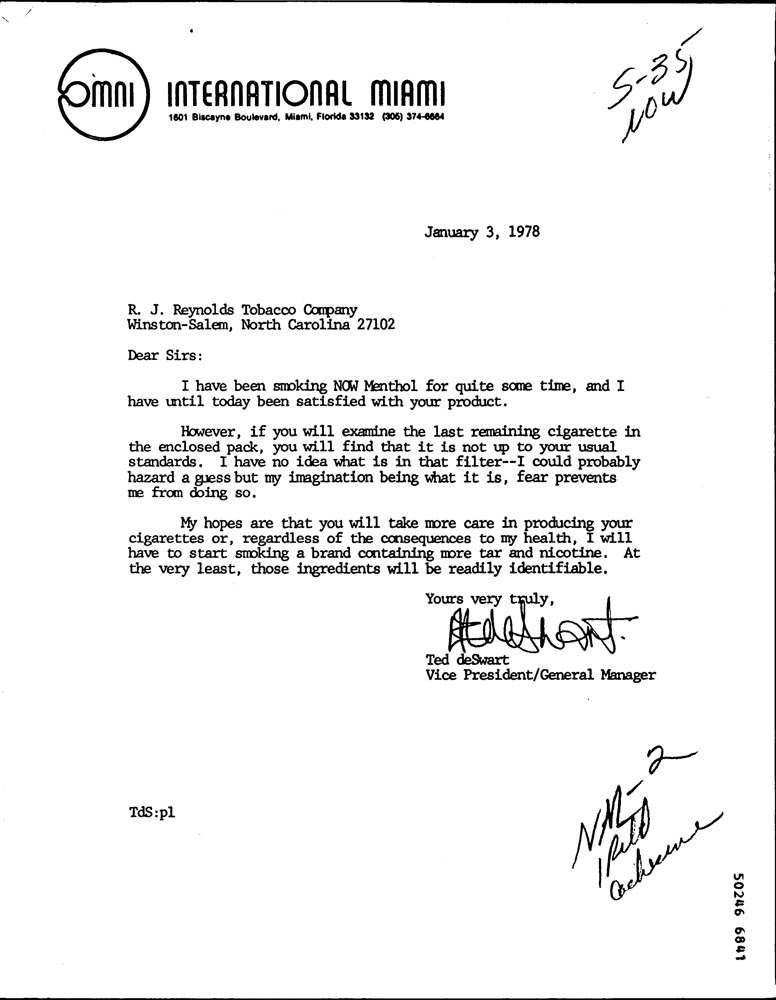 OMNI INTERNATIONAL MIAMI
1601 Biscayne Boulevard, Miami, Florida 33132 (305) 374-6664
S-35
NOW
January 3, 1978
R. J. Reynolds Tobacco Company
Winston-Salem, North Carolina 27102
Dear Sirs:
I have been smoking NOW Menthol for quite some time, and I
have until today been satisfied with your product.
However, if you will examine the last remaining cigarette in
the enclosed pack, you will find that it is not up to your usual
standards. I have no idea what is in that filter--I could probably
hazard a guess but my imagination being what it is, fear prevents
me from doing so.
My hopes are that you will take more care in producing your
cigarettes or, regardless of the consequences to my health, I will
have to start smoking a brand containing more tar and nicotine. At
the very least, those ingredients will be readily identifiable.
Yours very truly,
Ted deSwart
Vice President/General Manager
TdS:pl
50246 6841